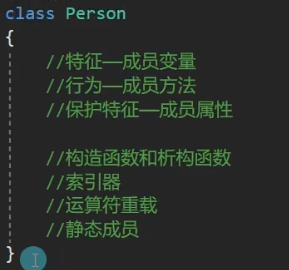 class Person
{
//特征—成员变量
//行为—成员方法
//保护特征—成员属性
//构造函数和析构函数
//索引器
//运算符重载
//静态成员
}